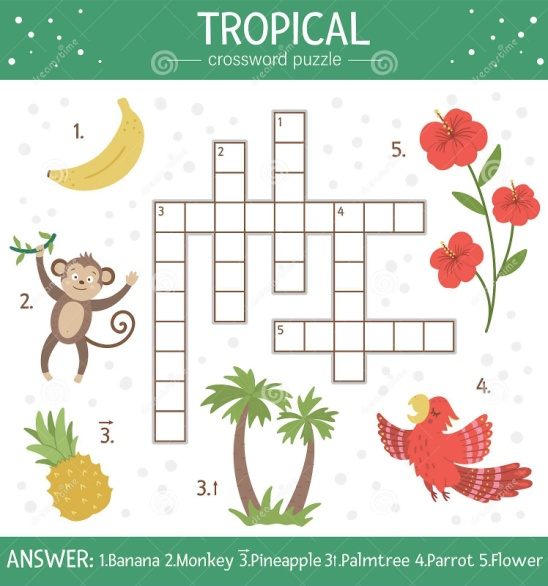 TROPICAL
crossword puzzle
1.
2.
3.
3.↑
4.
5.
1
2
3
4
5
ANSWER: 1.Banana 2.Monkey 3⃗.Pineapple 3↑.Palmtree 4.Parrot 5.Flower
dreamstime